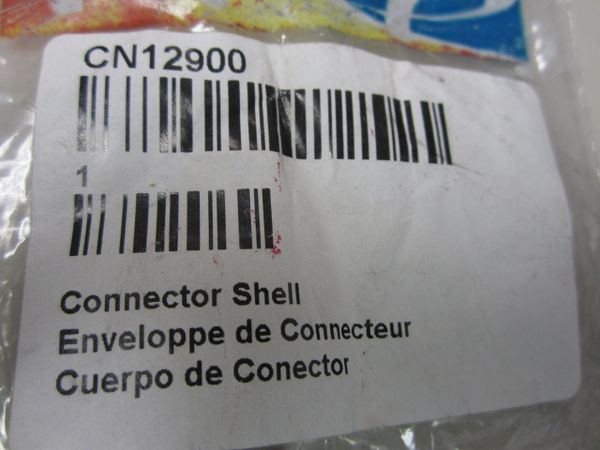 CN12900
1
Connector Shell
Enveloppe de Connecteur
Cuerpo de Conector